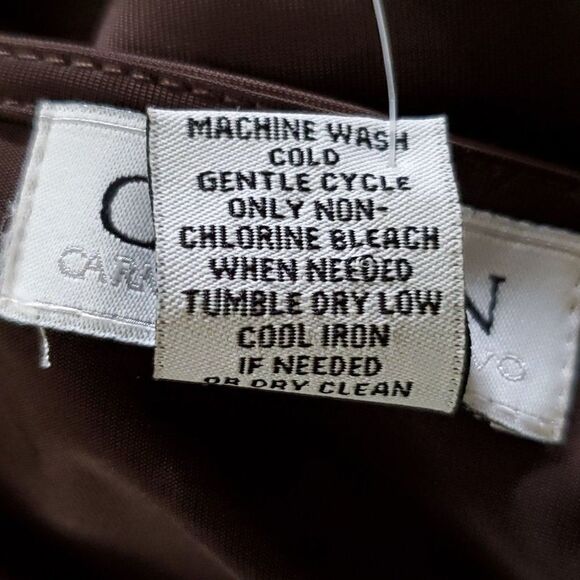 MACHINE WASH
COLD
GENTLE CYCLE
ONLY NON-
CHLORINE BLEACH
WHEN NEEDED
TUMBLE DRY LOW
COOL IRON
IF NEEDED
OR DRY CLEAN